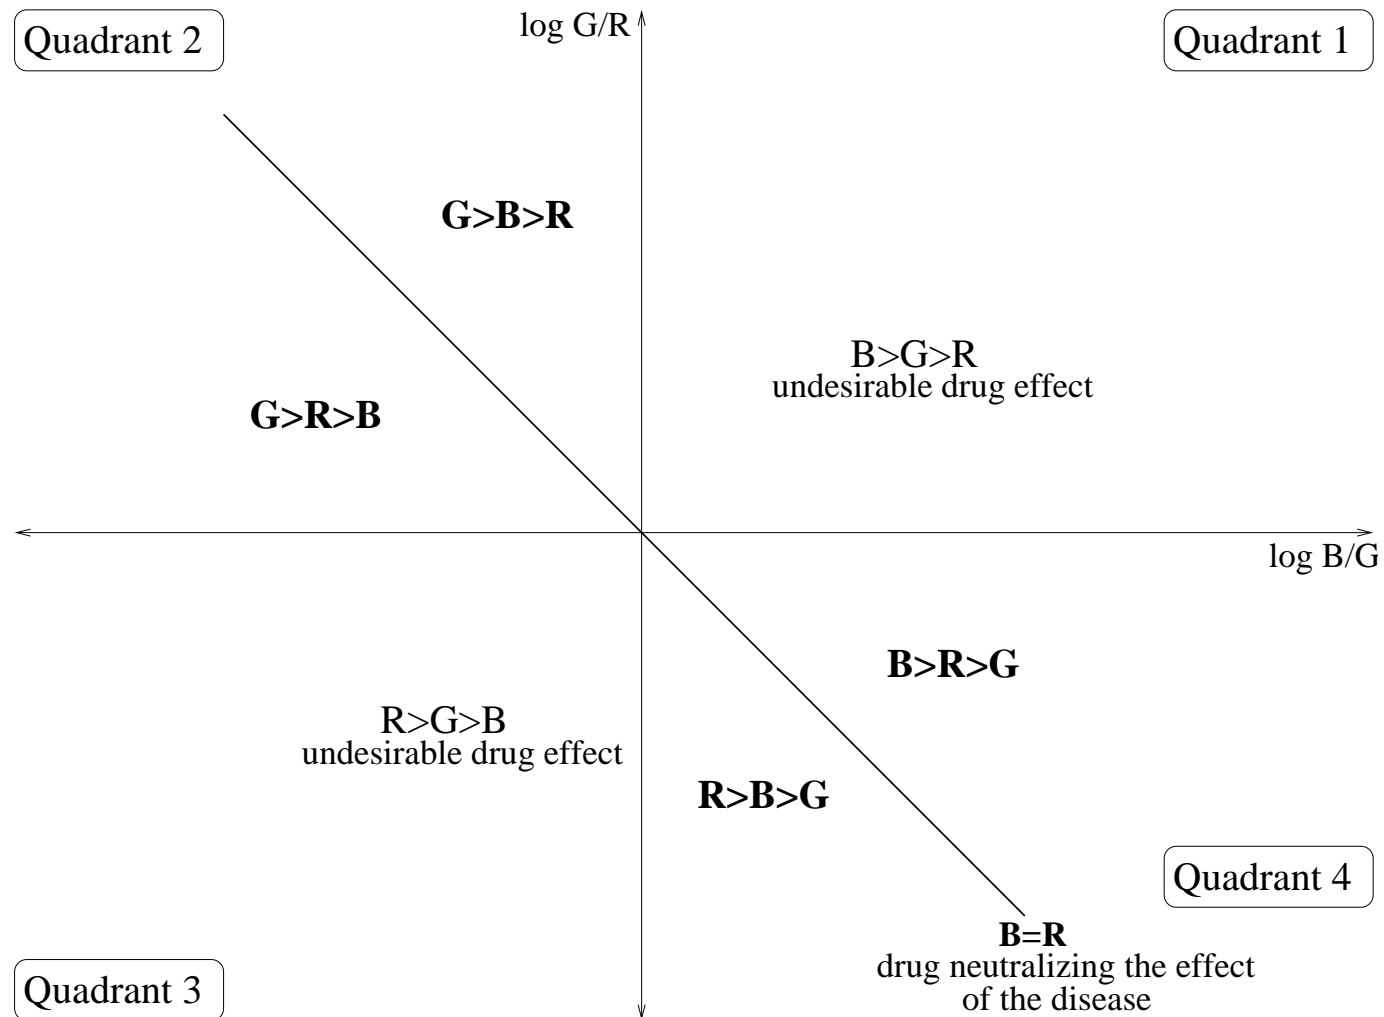 Quadrant 2
log G/R
Quadrant 1
G>B>R
B>G>R
undesirable drug effect
G>R>B
log B/G
B>R>G
R>G>B
undesirable drug effect
R>B>G
Quadrant 4
B=R
drug neutralizing the effect
of the disease
Quadrant 3